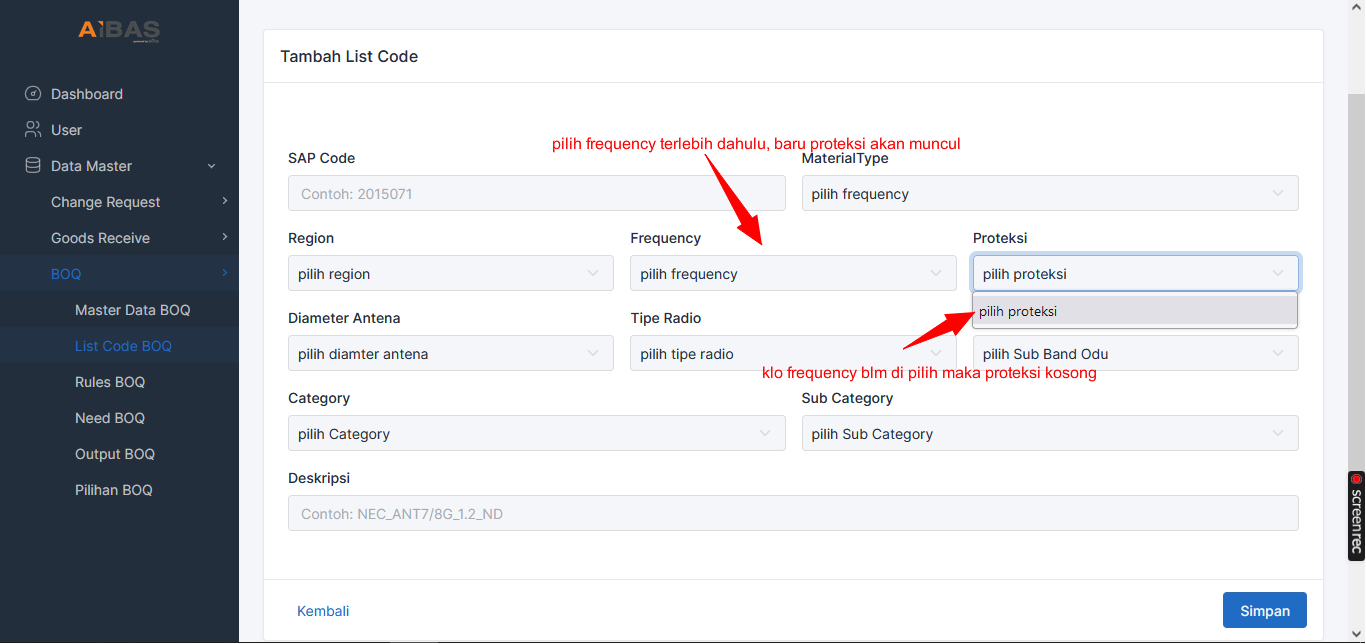 AIBAS
Tambah List Code
Dashboard
User
Data Master
Change Request
Goods Receive
BOQ
Master Data BOQ
List Code BOQ
Rules BOQ
Need BOQ
Output BOQ
Pilihan BOQ
pilih frequency terlebih dahulu, baru proteksi akan muncul
SAP Code
MaterialType
Contoh: 2015071
pilih frequency
Region
Frequency
Proteksi
pilih region
pilih frequency
pilih proteksi
pilih proteksi
Diameter Antena
Tipe Radio
pilih diamter antena
pilih tipe radio
pilih Sub Band Odu
klo frequency blm di pilih maka proteksi kosong
Category
Sub Category
pilih Category
pilih Sub Category
Deskripsi
Contoh: NEC_ANT7/8G_1.2_ND
Kembali
Simpan
screenrec